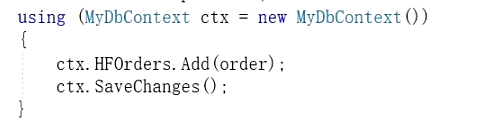 using (MyDbContext ctx = new MyDbContext())
{
    ctx.HFOrders.Add(order);
    ctx.SaveChanges();
}